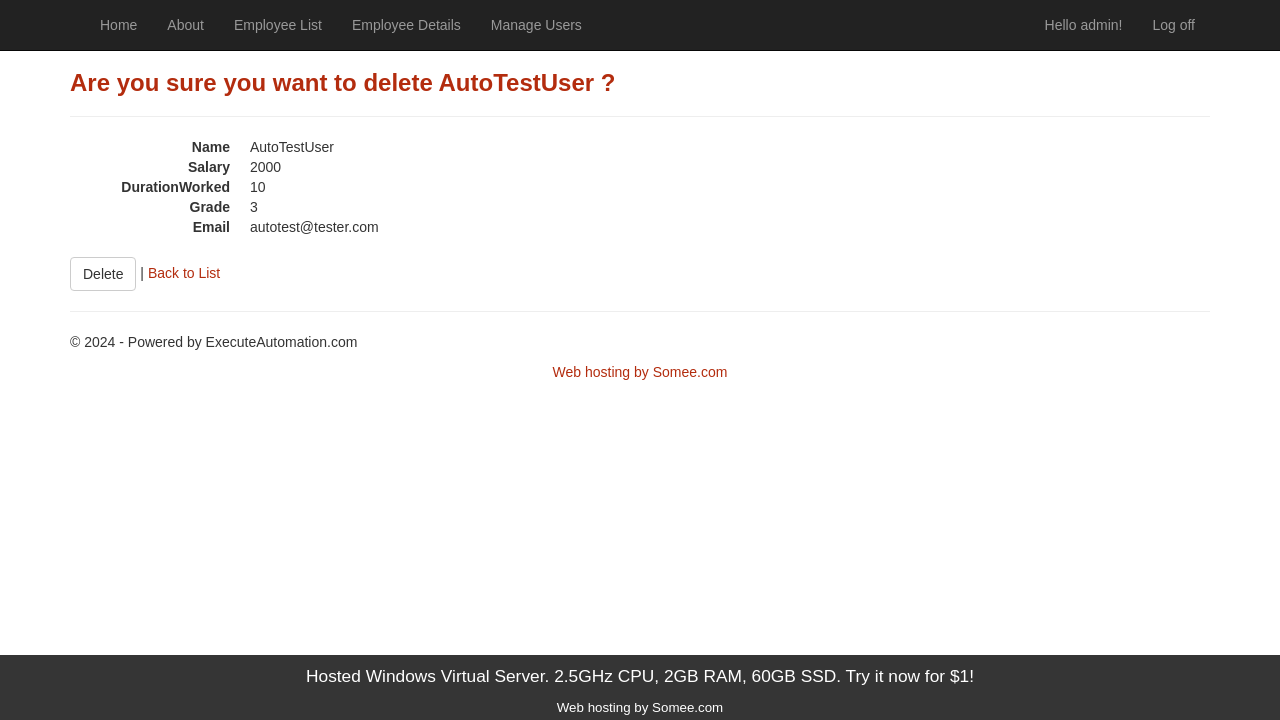 Home About Employee List Employee Details Manage Users Hello admin! Log off
Are you sure you want to delete AutoTestUser ?
Name AutoTestUser
Salary 2000
DurationWorked 10
Grade 3
Email autotest@tester.com
Delete | Back to List
© 2024 - Powered by ExecuteAutomation.com
Web hosting by Somee.com
Hosted Windows Virtual Server. 2.5GHz CPU, 2GB RAM, 60GB SSD. Try it now for $1!
Web hosting by Somee.com